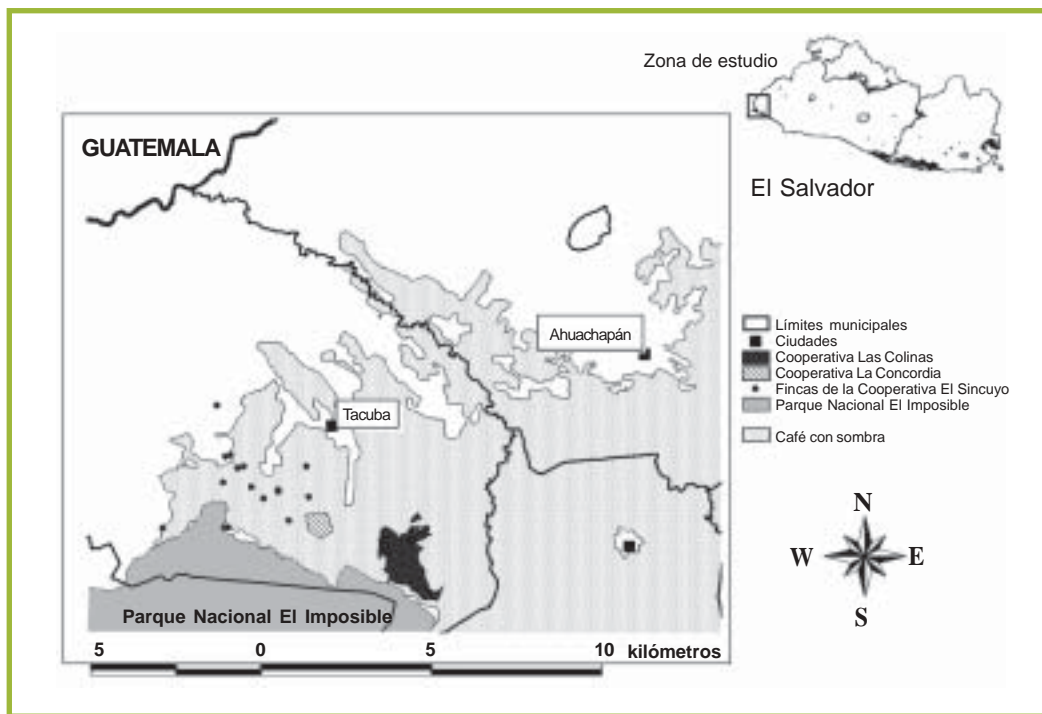 Zona de estudio
El Salvador
GUATEMALA
Ahuachapán
Tacuba
Parque Nacional El Imposible
5 0 5 10 kilómetros
Límites municipales
Ciudades
Cooperativa Las Colinas
Cooperativa La Concordia
Fincas de la Cooperativa El Sincuyo
Parque Nacional El Imposible
Café con sombra
N
W E
S